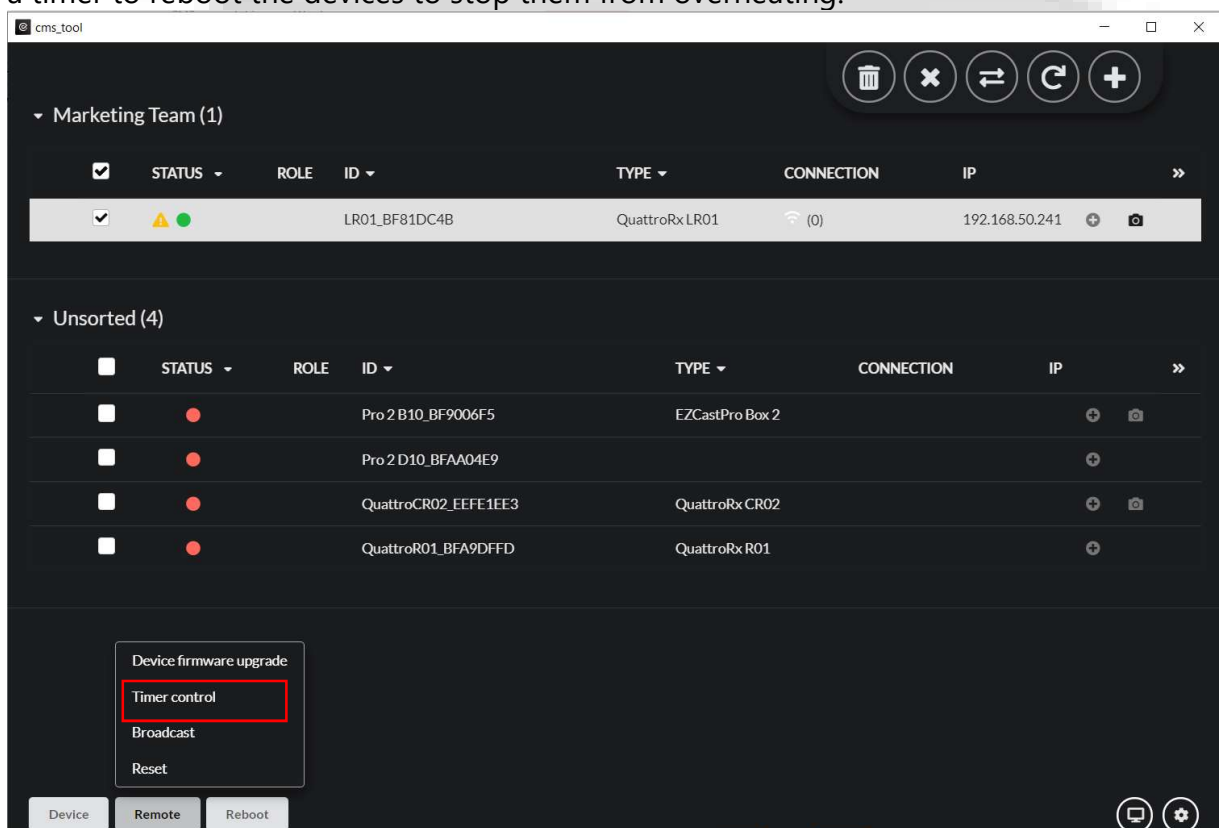 a timer to reboot the devices to stop them from overheating.
cms_tool
Marketing Team (1)
STATUS ROLE ID TYPE CONNECTION IP
LR01_BF81DC4B QuattroRx LR01 (0) 192.168.50.241
Unsorted (4)
STATUS ROLE ID TYPE CONNECTION IP
Pro 2 B10_BF9006F5 EZCastPro Box 2
Pro 2 D10_BFAA04E9
QuattroCR02_EEFE1EE3 QuattroRx CR02
QuattroR01_BFA9DFFD QuattroRx R01
Device firmware upgrade
Timer control
Broadcast
Reset
Device Remote Reboot